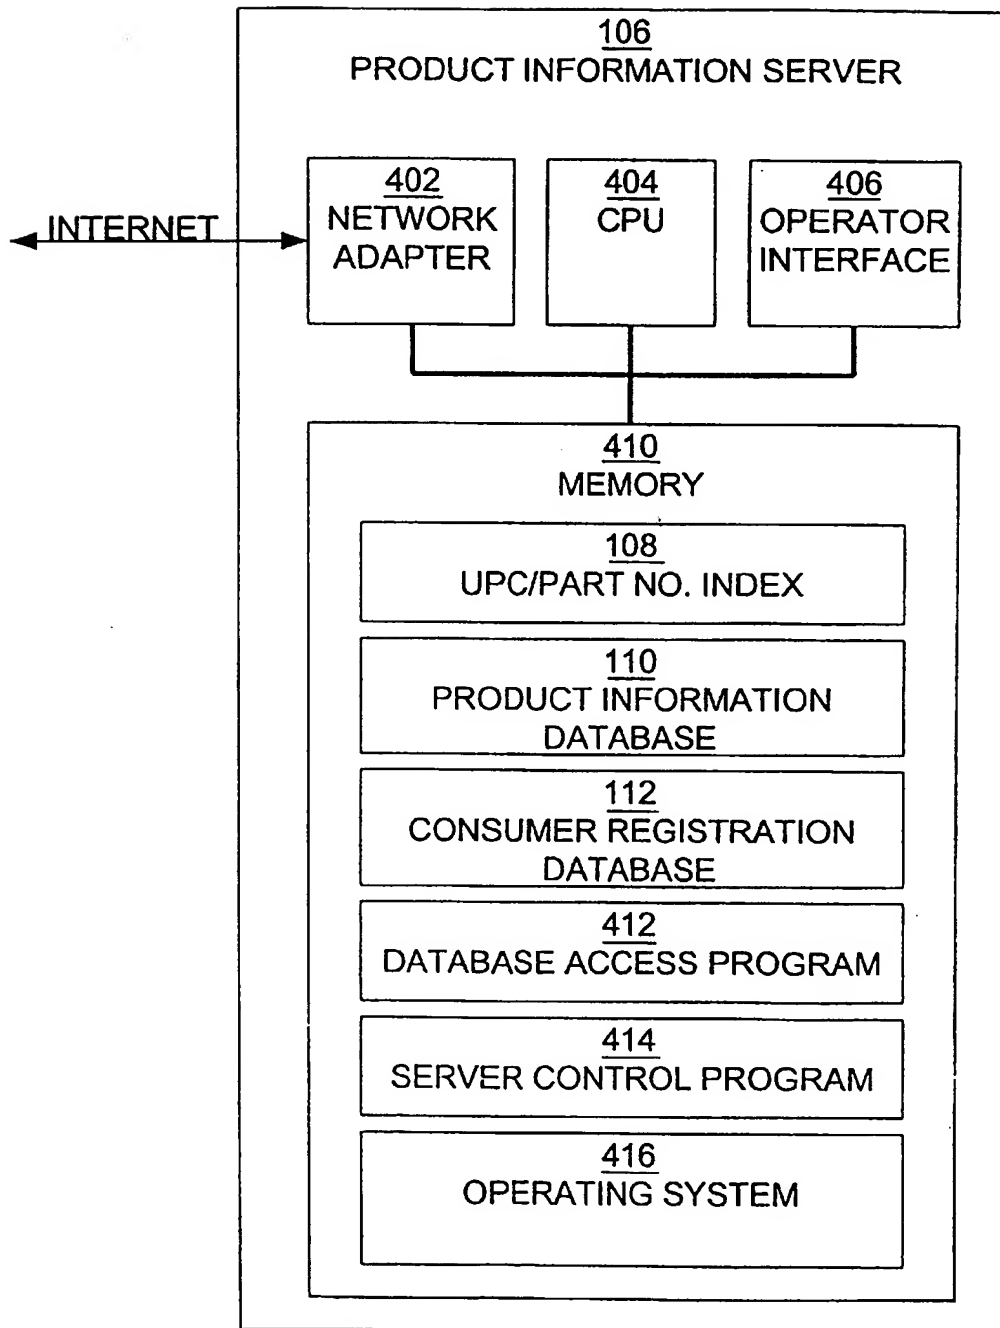 106
PRODUCT INFORMATION SERVER
402
NETWORK
ADAPTER
404
CPU
406
OPERATOR
INTERFACE
INTERNET
410
MEMORY
108
UPC/PART NO. INDEX
110
PRODUCT INFORMATION
DATABASE
112
CONSUMER REGISTRATION
DATABASE
412
DATABASE ACCESS PROGRAM
414
SERVER CONTROL PROGRAM
416
OPERATING SYSTEM